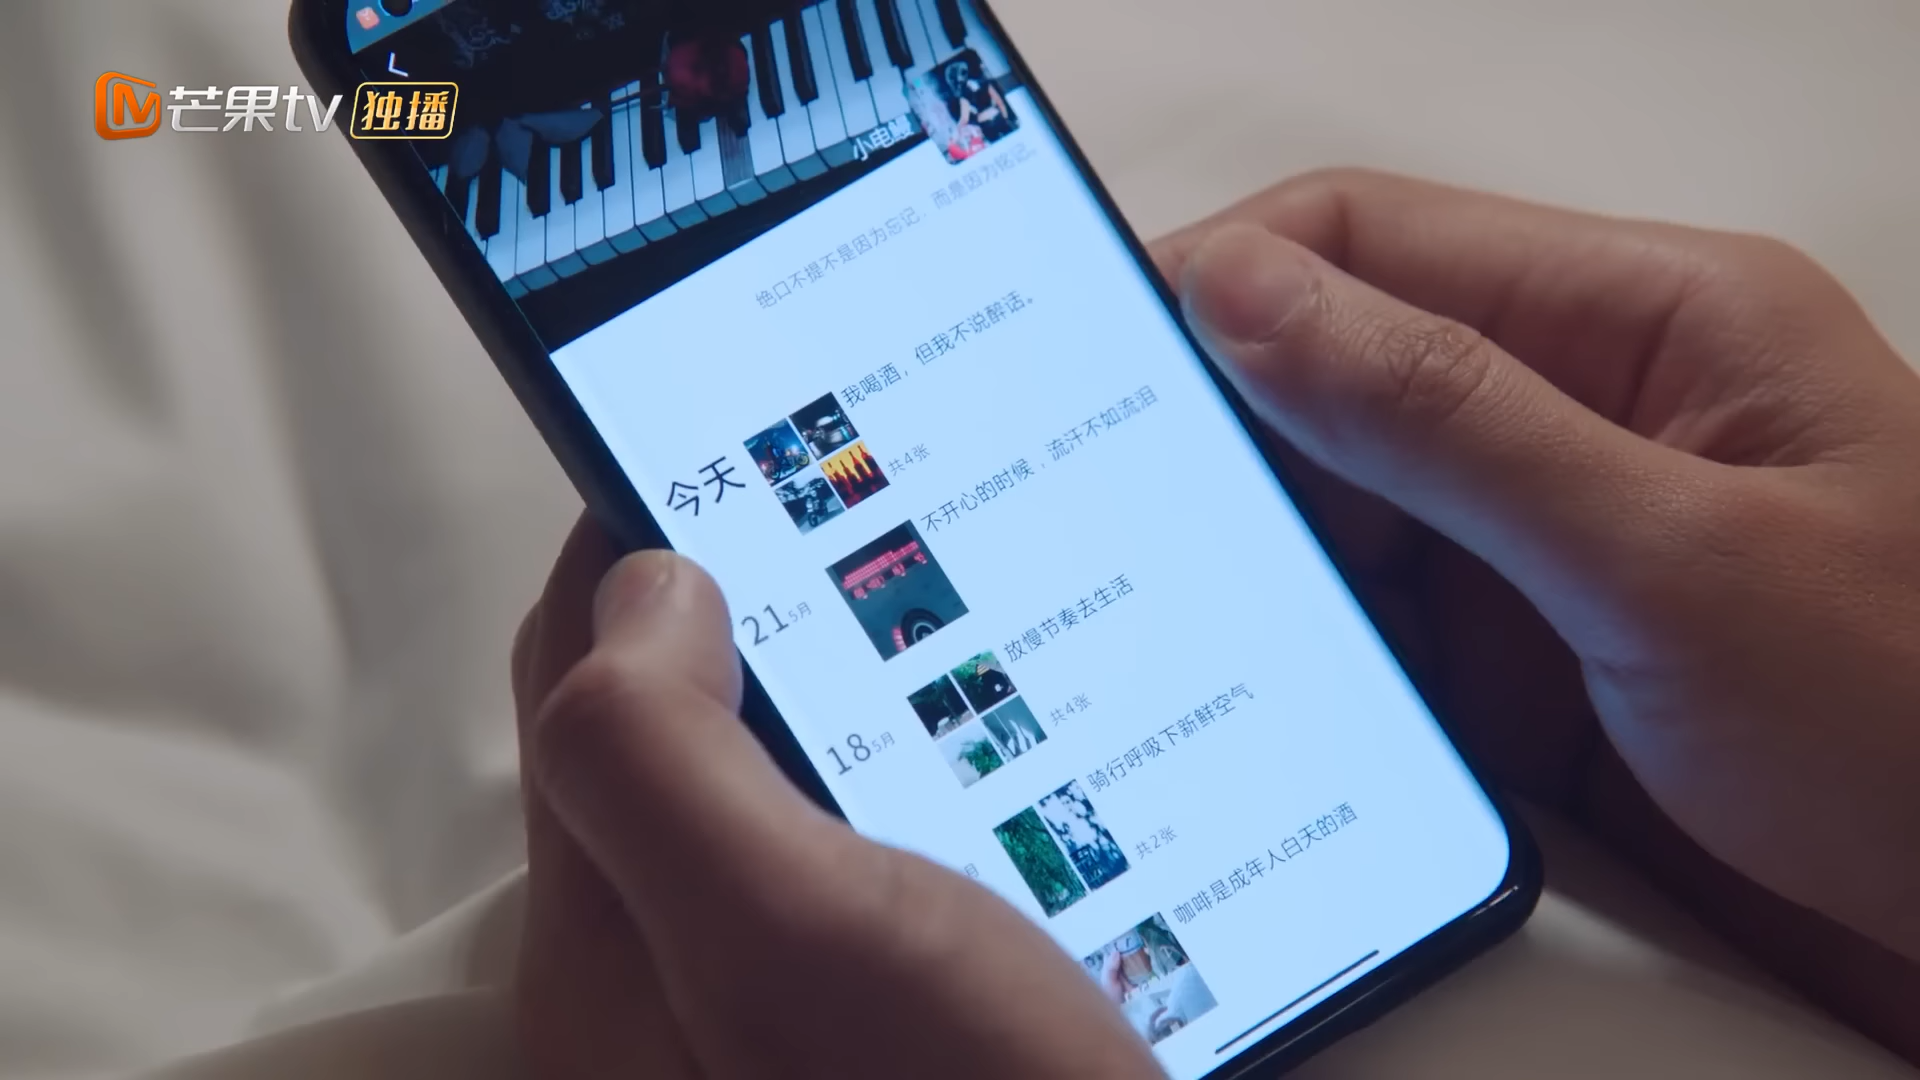 芒果tv 独播
小电鳗
绝口不提不是因为忘记，而是因为铭记。
我喝酒，但我不说醉话。
今天
共4张
不开心的时候，流汗不如流泪
21 5月
放慢节奏去生活
18 5月
共4张
骑行呼吸下新鲜空气
月
共2张
咖啡是成年人白天的酒